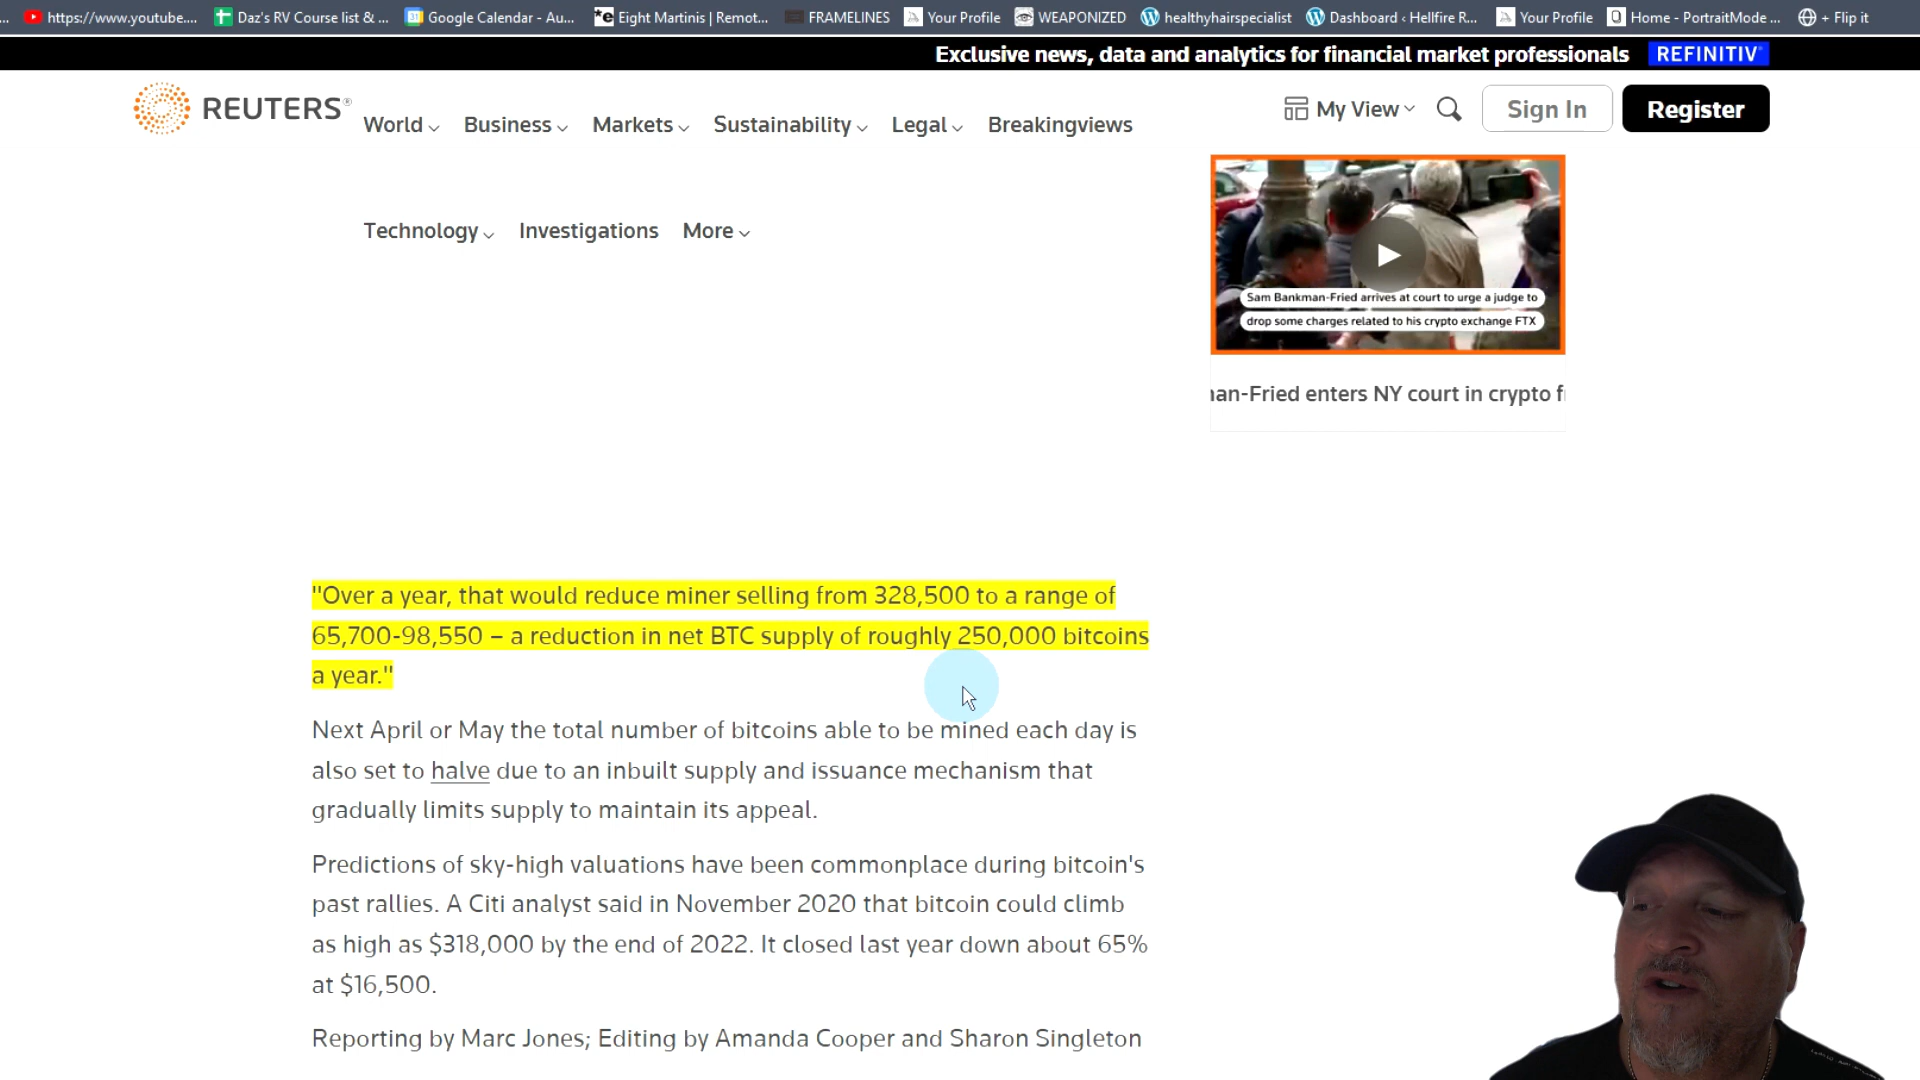 https://www.youtube....
Daz's RV Course list & ...
Google Calendar - Au...
Eight Martinis | Remot...
FRAMELINES
Your Profile
WEAPONIZED
healthyhairspecialist
Dashboard ‹ Hellfire R...
Your Profile
Home - PortraitMode ...
+ Flip it
Exclusive news, data and analytics for financial market professionals REFINITIV
REUTERS®
World
Business
Markets
Sustainability
Legal
Breakingviews
My View
Sign In
Register
Technology
Investigations
More
Sam Bankman-Fried arrives at court to urge a judge to
drop some charges related to his crypto exchange FTX
an-Fried enters NY court in crypto f
"Over a year, that would reduce miner selling from 328,500 to a range of
65,700-98,550 – a reduction in net BTC supply of roughly 250,000 bitcoins
a year."
Next April or May the total number of bitcoins able to be mined each day is
also set to halve due to an inbuilt supply and issuance mechanism that
gradually limits supply to maintain its appeal.
Predictions of sky-high valuations have been commonplace during bitcoin's
past rallies. A Citi analyst said in November 2020 that bitcoin could climb
as high as $318,000 by the end of 2022. It closed last year down about 65%
at $16,500.
Reporting by Marc Jones; Editing by Amanda Cooper and Sharon Singleton